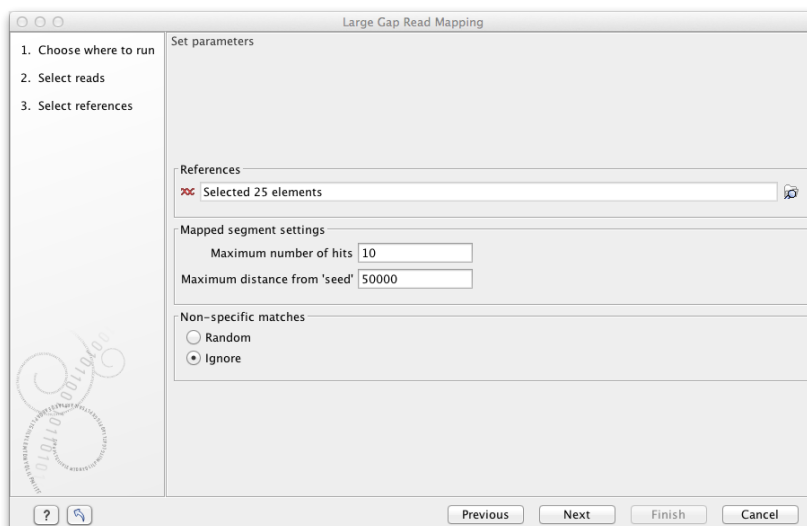 Large Gap Read Mapping
1. Choose where to run
2. Select reads
3. Select references
Set parameters
References
Selected 25 elements
Mapped segment settings
Maximum number of hits 10
Maximum distance from 'seed' 50000
Non-specific matches
Random
Ignore
?
Previous Next Finish Cancel